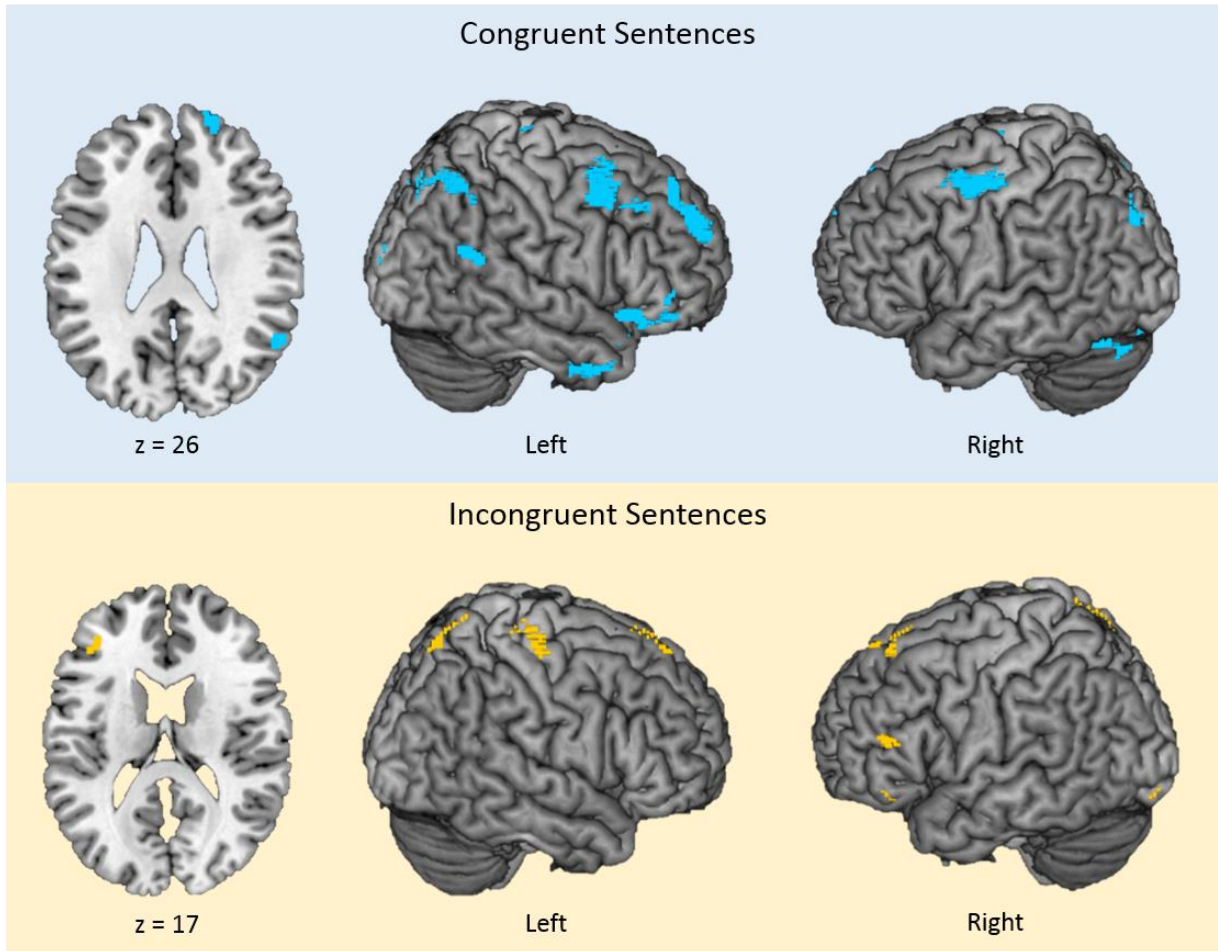 Congruent Sentences
z = 26
Left
Right
Incongruent Sentences
z = 17
Left
Right